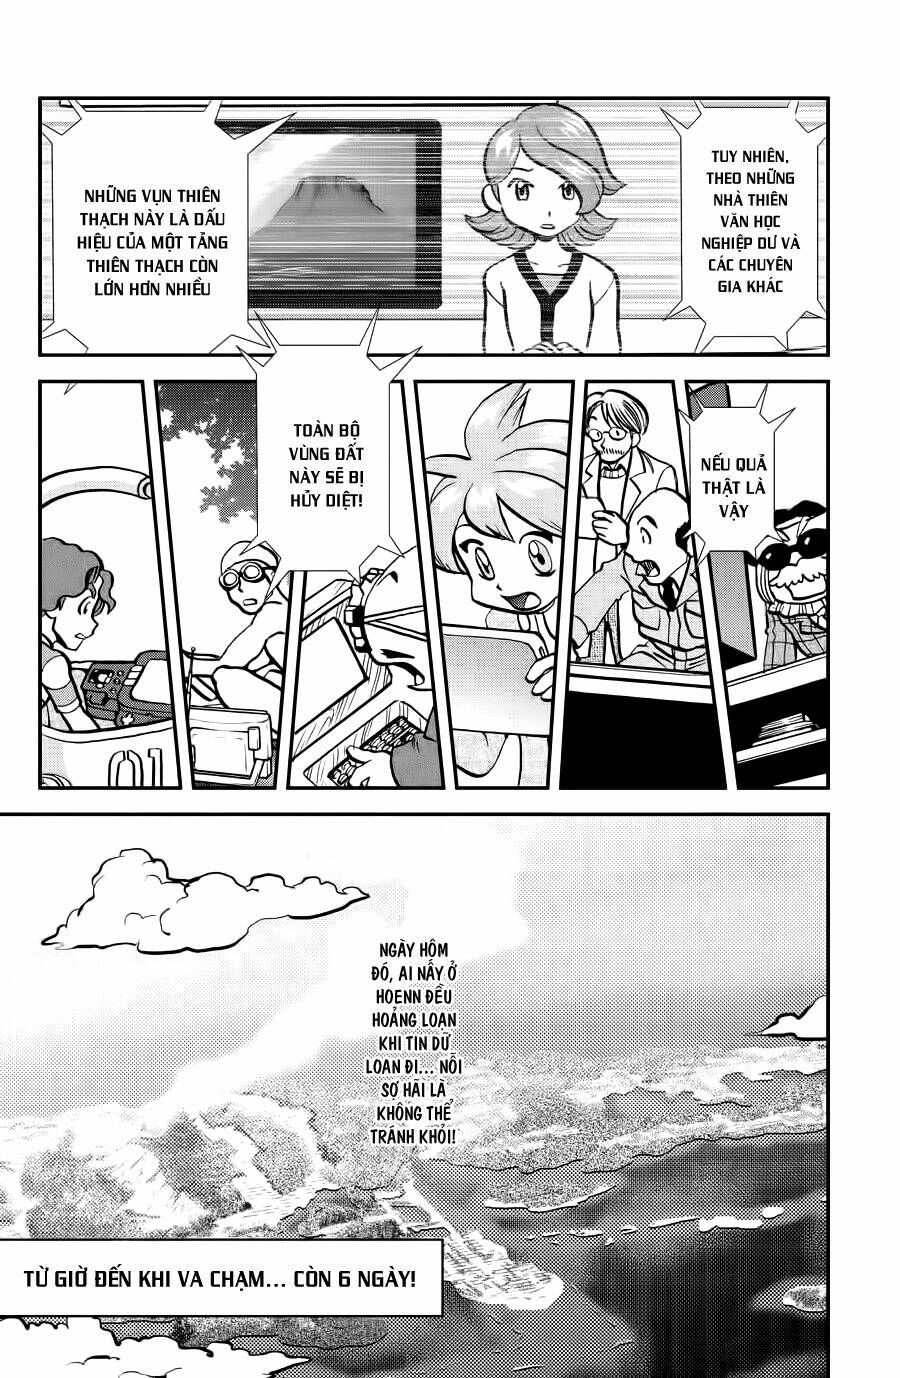 TUY NHIÊN,
THEO NHỮNG
NHÀ THIÊN
VĂN HỌC
NGHIỆP DƯ VÀ
CÁC CHUYÊN
GIA KHÁC
NHỮNG VỤN THIÊN
THẠCH NÀY LÀ DẤU
HIỆU CỦA MỘT TẢNG
THIÊN THẠCH CÒN
LỚN HƠN NHIỀU
NẾU QUẢ
THẬT LÀ
VẬY
TOÀN BỘ
VÙNG ĐẤT
NÀY SẼ BỊ
HỦY DIỆT!
01
NGÀY HÔM
ĐÓ, AI NẤY Ở
HOENN ĐỀU
HOẢNG LOẠN
KHI TIN DỮ
LOAN ĐI... NỖI
SỢ HÃI LÀ
KHÔNG THỂ
TRÁNH KHỎI!
TỪ GIỜ ĐẾN KHI VA CHẠM... CÒN 6 NGÀY!